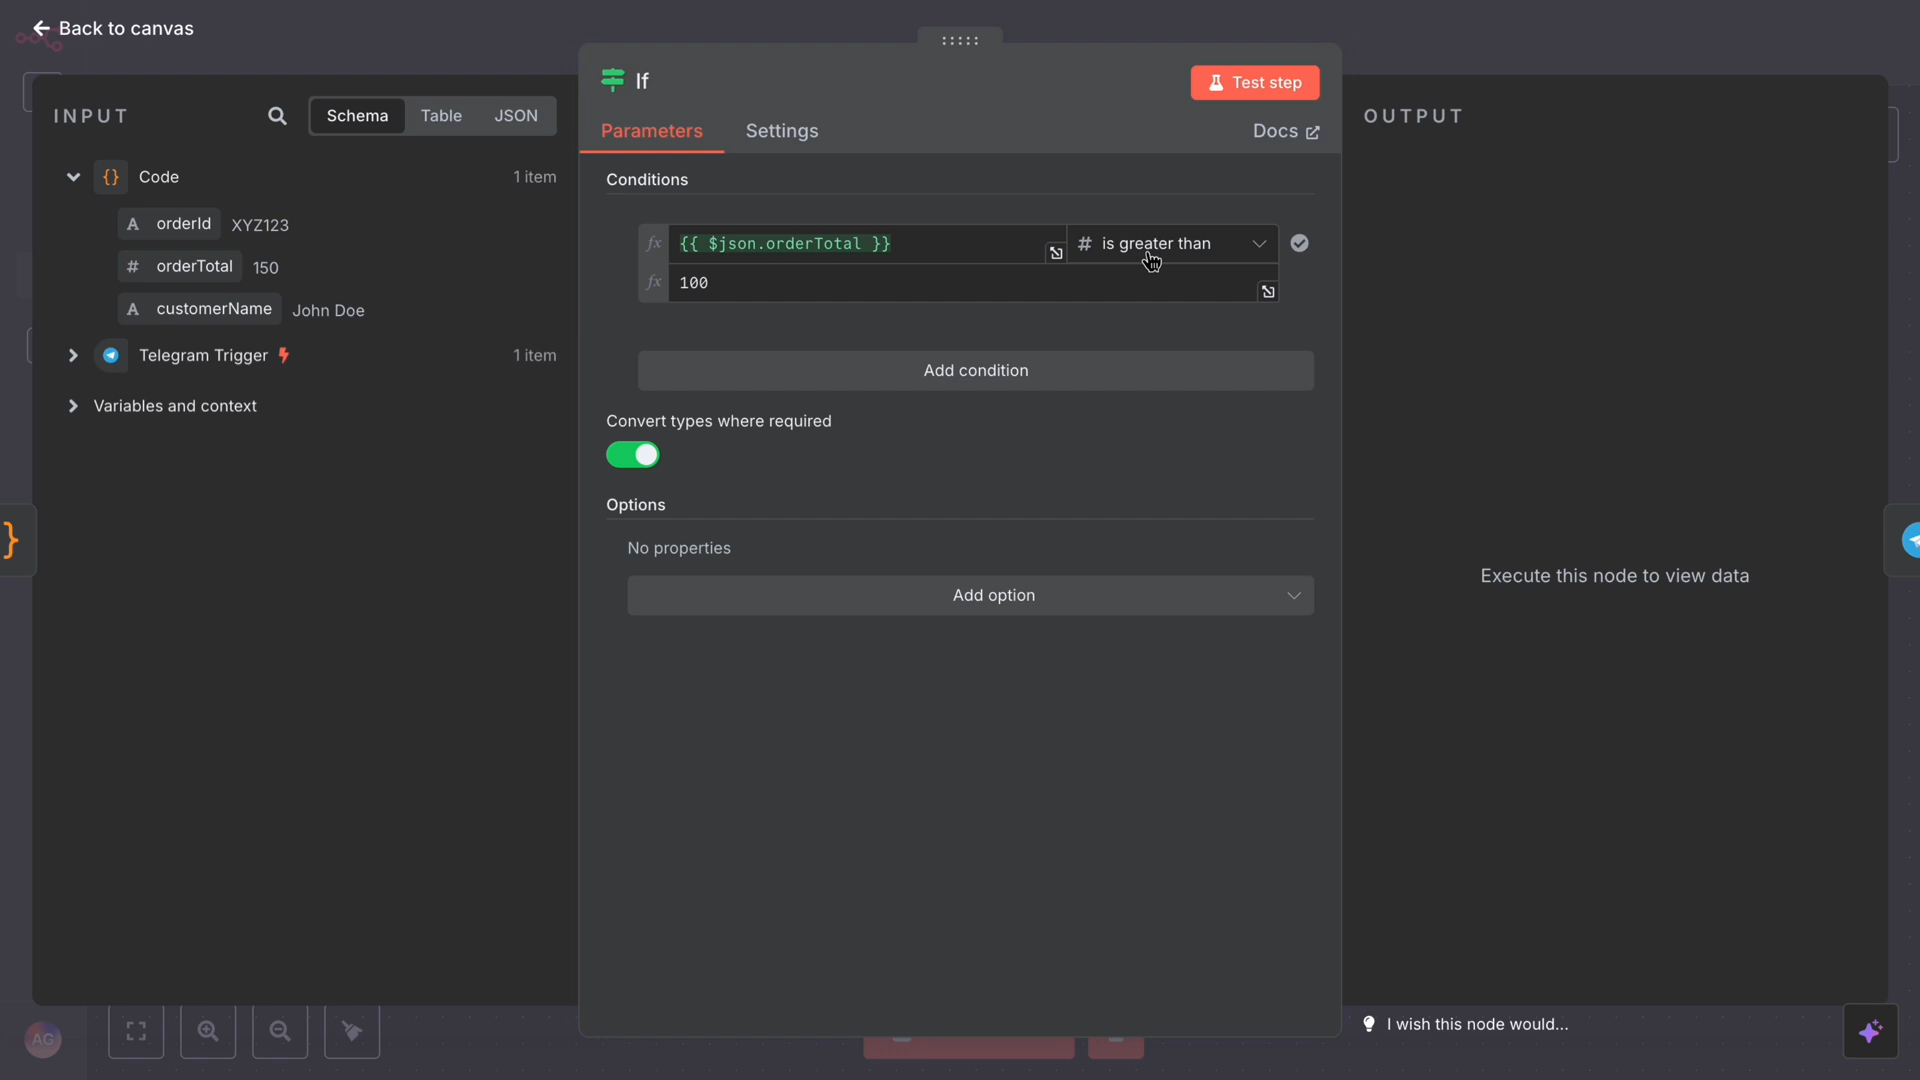 Back to canvas
If
Test step
INPUT
Schema
Table
JSON
Parameters
Settings
Docs
OUTPUT
Code
1 item
Conditions
A orderId XYZ123
# orderTotal 150
A customerName John Doe
fx {{ $json.orderTotal }}
# is greater than
fx 100
Telegram Trigger
1 item
Add condition
Variables and context
Convert types where required
Options
No properties
Add option
Execute this node to view data
I wish this node would...
AG